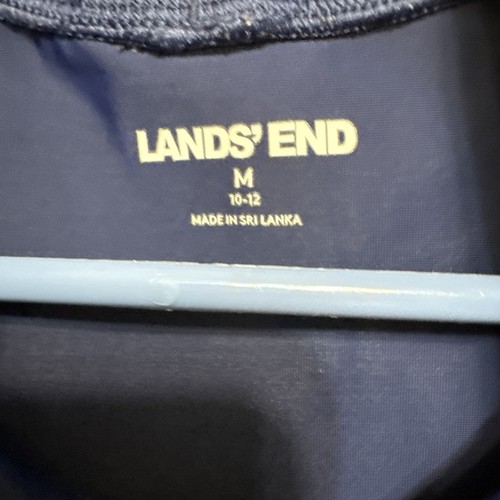 LANDS' END
M
10-12
MADE IN SRI LANKA